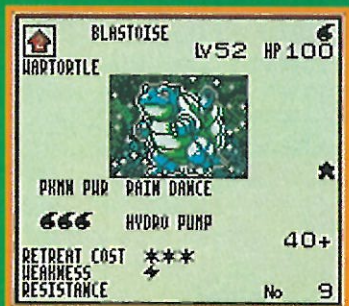 BLASTOISE
LV52 HP100
WARTORTLE
PKMN PWR RAIN DANCE
HYDRO PUMP
40+
RETREAT COST
WEAKNESS
RESISTANCE No 9